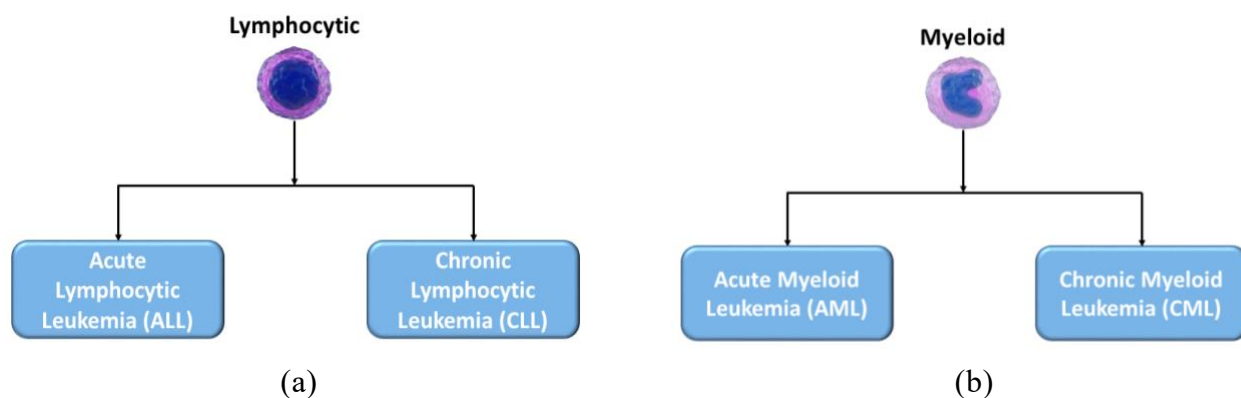 Lymphocytic
Acute
Lymphocytic
Leukemia (ALL)
Chronic
Lymphocytic
Leukemia (CLL)
(a)
Myeloid
Acute Myeloid
Leukemia (AML)
Chronic Myeloid
Leukemia (CML)
(b)